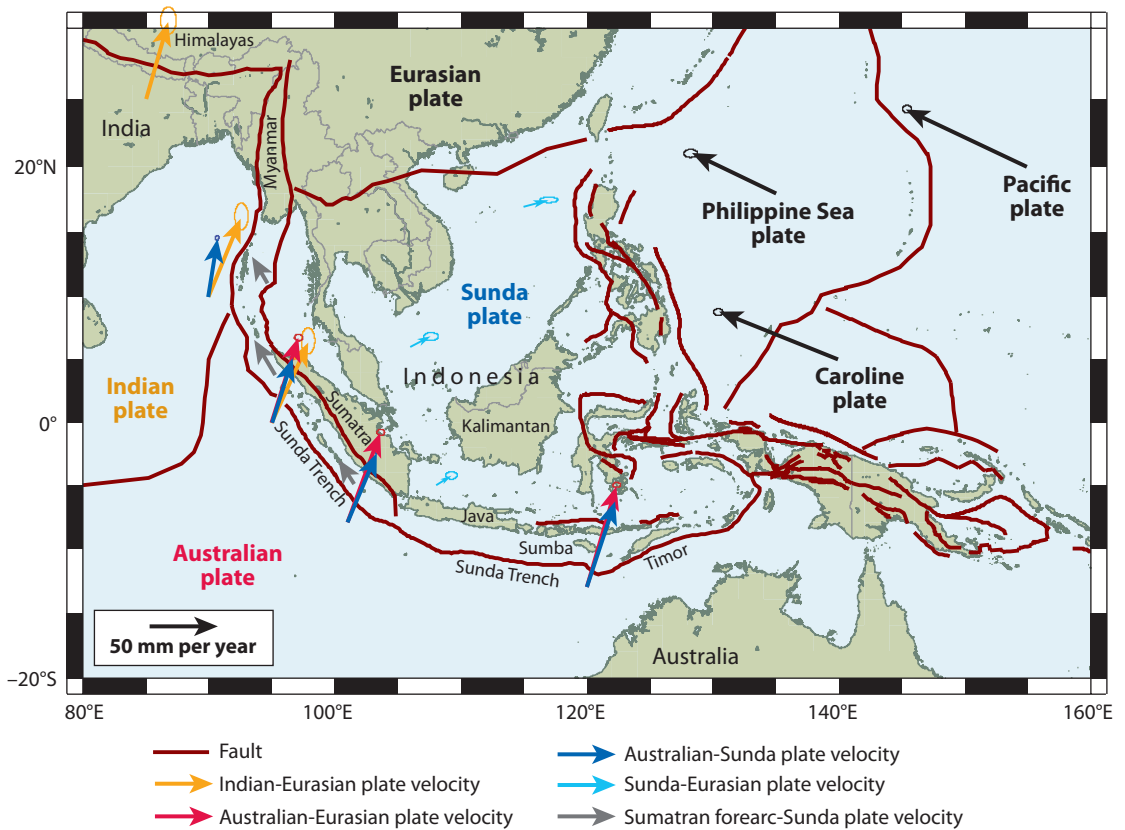 Himalayas
Eurasian
plate
India
Myanmar
20°N
Pacific
plate
Philippine Sea
plate
Sunda
plate
Indian
plate
Indonesia
Caroline
plate
0°
Sumatra
Kalimantan
Sunda Trench
Java
Australian
plate
Sumba
Timor
Sunda Trench
50 mm per year
Australia
–20°S
80°E
100°E
120°E
140°E
160°E
Fault
Australian-Sunda plate velocity
Indian-Eurasian plate velocity
Sunda-Eurasian plate velocity
Australian-Eurasian plate velocity
Sumatran forearc-Sunda plate velocity